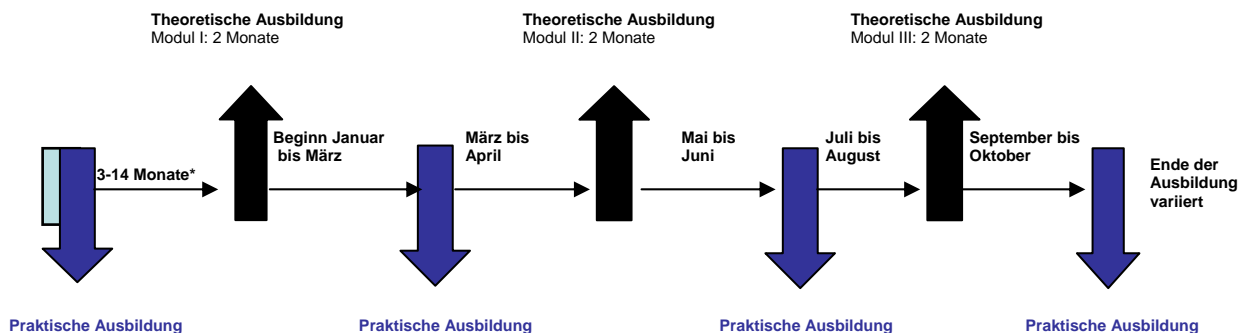 Theoretische Ausbildung
Modul I: 2 Monate
Theoretische Ausbildung
Modul II: 2 Monate
Theoretische Ausbildung
Modul III: 2 Monate
3-14 Monate*
Beginn Januar
bis März
März bis
April
Mai bis
Juni
Juli bis
August
September bis
Oktober
Ende der
Ausbildung
variiert
Praktische Ausbildung
Praktische Ausbildung
Praktische Ausbildung
Praktische Ausbildung